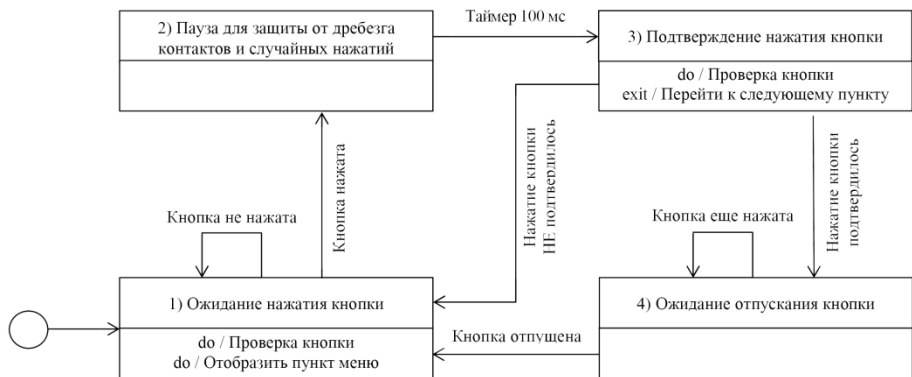 2) Пауза для защиты от дребезга
контактов и случайных нажатий
Таймер 100 мс
3) Подтверждение нажатия кнопки
do / Проверка кнопки
exit / Перейти к следующему пункту
Кнопка нажата
Нажатие кнопки
НЕ подтвердилось
Нажатие кнопки
подтвердилось
Кнопка не нажата
Кнопка еще нажата
1) Ожидание нажатия кнопки
do / Проверка кнопки
do / Отобразить пункт меню
Кнопка отпущена
4) Ожидание отпускания кнопки